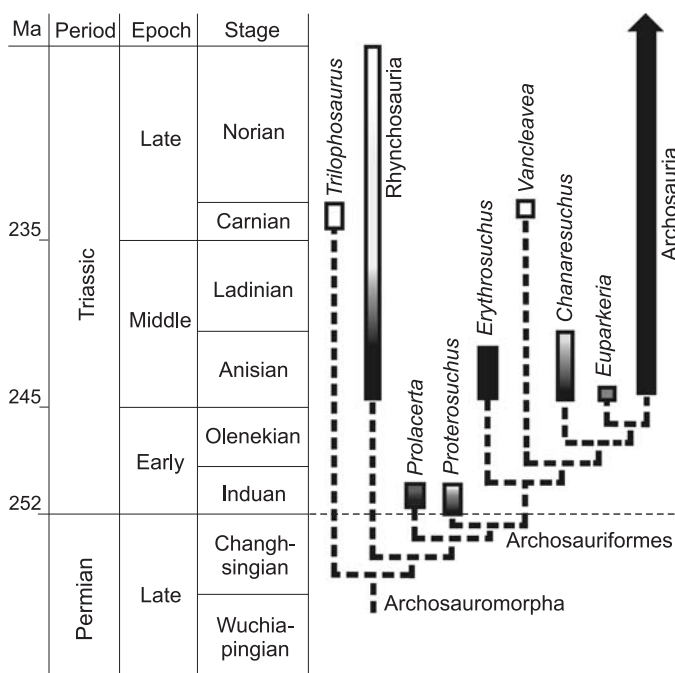 Ma Period Epoch Stage
Triassic
Permian
Late
Middle
Early
Late
Norian
Carnian
Ladinian
Anisian
Olenekian
Induan
Changh-
singian
Wuchia-
pingian
235
245
252
Trilophosaurus
Rhynchosauria
Prolacerta
Proterosuchus
Erythrosuchus
Vancleavea
Chanaresuchus
Euparkeria
Archosauria
Archosauriformes
Archosauromorpha